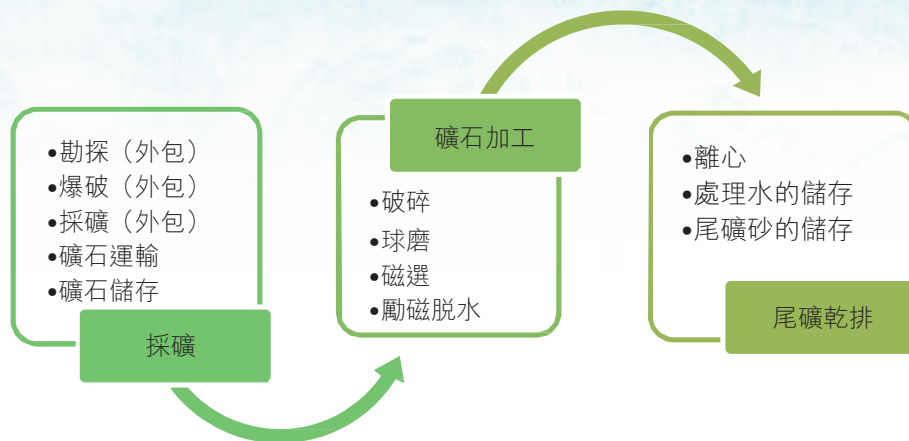 •勘探（外包）
•爆破（外包）
•採礦（外包）
•礦石運輸
•礦石儲存
採礦
礦石加工
•破碎
•球磨
•磁選
•勵磁脱水
•離心
•處理水的儲存
•尾礦砂的儲存
尾礦乾排